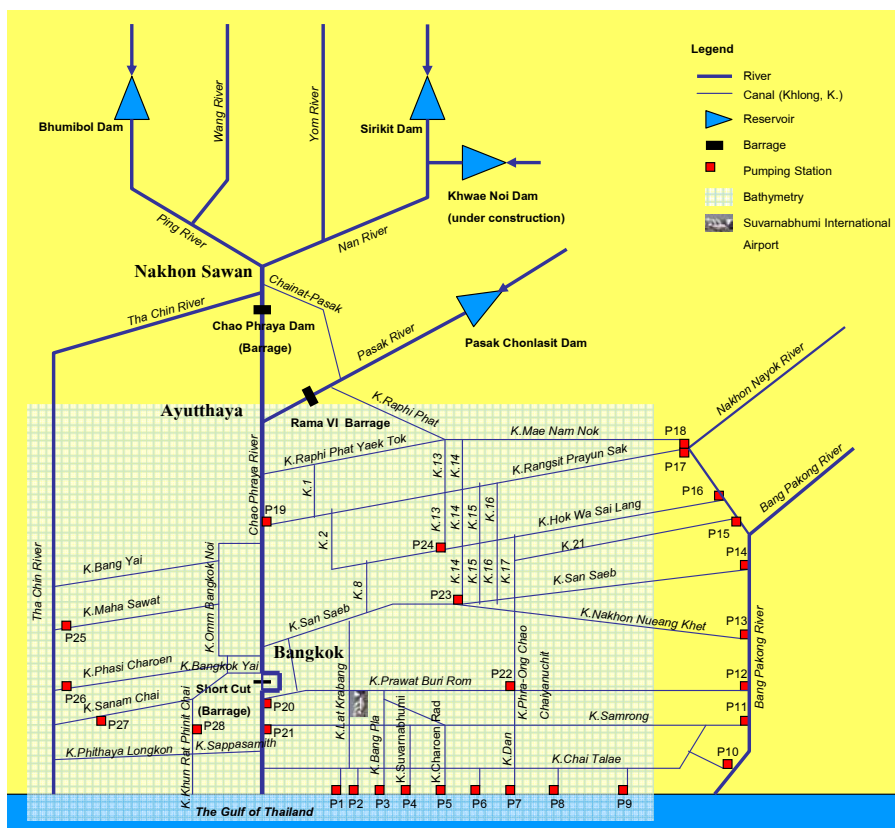 Legend
River
Canal (Khlong, K.)
Reservoir
Barrage
Pumping Station
Bathymetry
Suvarnabhumi International
Airport
Bhumibol Dam
Wang River
Yom River
Sirikit Dam
Khwae Noi Dam
(under construction)
Ping River
Nan River
Nakhon Sawan
Chainat-Pasak
Tha Chin River
Chao Phraya Dam
(Barrage)
Pasak River
Pasak Chonlasit Dam
Nakhon Nayok River
Ayutthaya
Rama VI Barrage
K.Raphi Phat
K.Mae Nam Nok
P18
P17
Bang Pakong River
K.Raphi Phat Yaek Tok
K.13
K.14
K.Rangsit Prayun Sak
Chao Phraya River
K.1
P16
P19
K.2
K.13
K.14
K.15
K.16
K.Hok Wa Sai Lang
P15
P24
K.21
P14
Tha Chin River
K.Bang Yai
K.Omm Bangkok Noi
K.8
K.14
K.15
K.16
K.17
K.San Saeb
K.Maha Sawat
P23
P25
K.San Saeb
K.Nakhon Nueang Khet
P13
Bang Pakong River
Bangkok
K.Phasi Charoen
K.Bangkok Yai
K.Phra-Ong Chao
Chaiyanuchit
P26
K.Prawat Buri Rom
P22
P12
Short Cut
(Barrage)
K.Sanam Chai
K.Lat Krabang
P20
K.Samrong
P11
P27
P28
P21
K.Khun Rat Phinit Chai
K.Bang Pla
K.Suvarnabhumi
K.Charoen Rad
K.Dan
K.Phithaya Longkon
K.Sappasamith
K.Chai Talae
P10
P1
P2
P3
P4
P5
P6
P7
P8
P9
The Gulf of Thailand